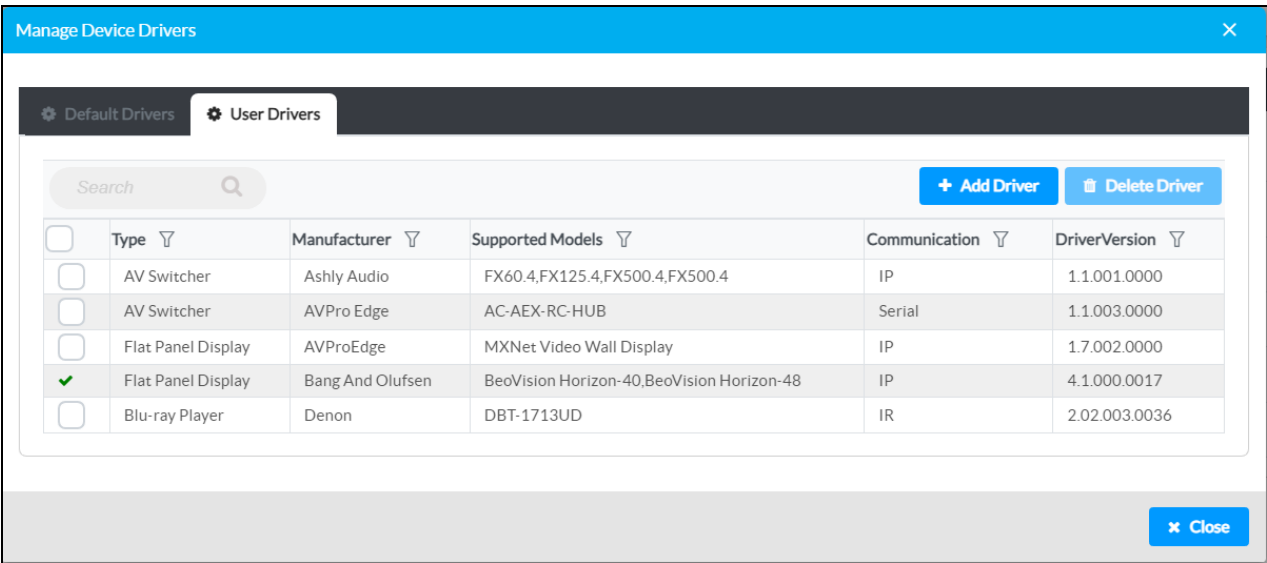 Manage Device Drivers
Default Drivers User Drivers
Search Add Driver Delete Driver
Type Manufacturer Supported Models Communication DriverVersion
AV Switcher Ashly Audio FX60.4,FX125.4,FX500.4,FX500.4 IP 1.1.001.0000
AV Switcher AVPro Edge AC-AEX-RC-HUB Serial 1.1.003.0000
Flat Panel Display AVProEdge MXNet Video Wall Display IP 1.7.002.0000
Flat Panel Display Bang And Olufsen BeoVision Horizon-40,BeoVision Horizon-48 IP 4.1.000.0017
Blu-ray Player Denon DBT-1713UD IR 2.02.003.0036
Close